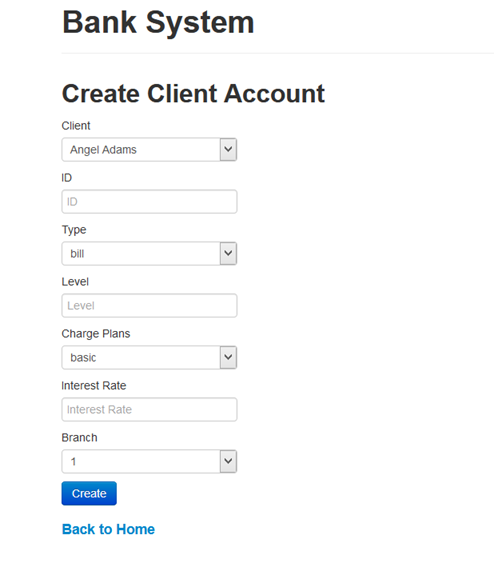 Bank System
Create Client Account
Client
Angel Adams
ID
ID
Type
bill
Level
Level
Charge Plans
basic
Interest Rate
Interest Rate
Branch
1
Create
Back to Home